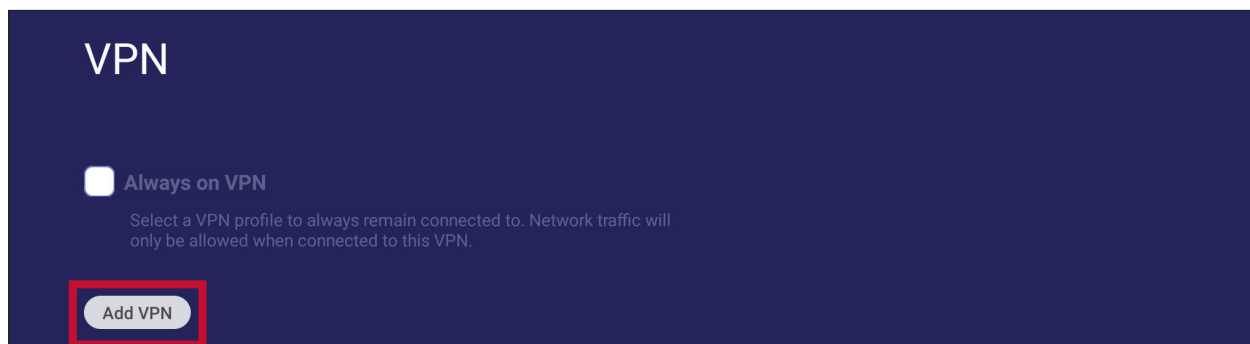 VPN
Always on VPN
Select a VPN profile to always remain connected to. Network traffic will
only be allowed when connected to this VPN.
Add VPN